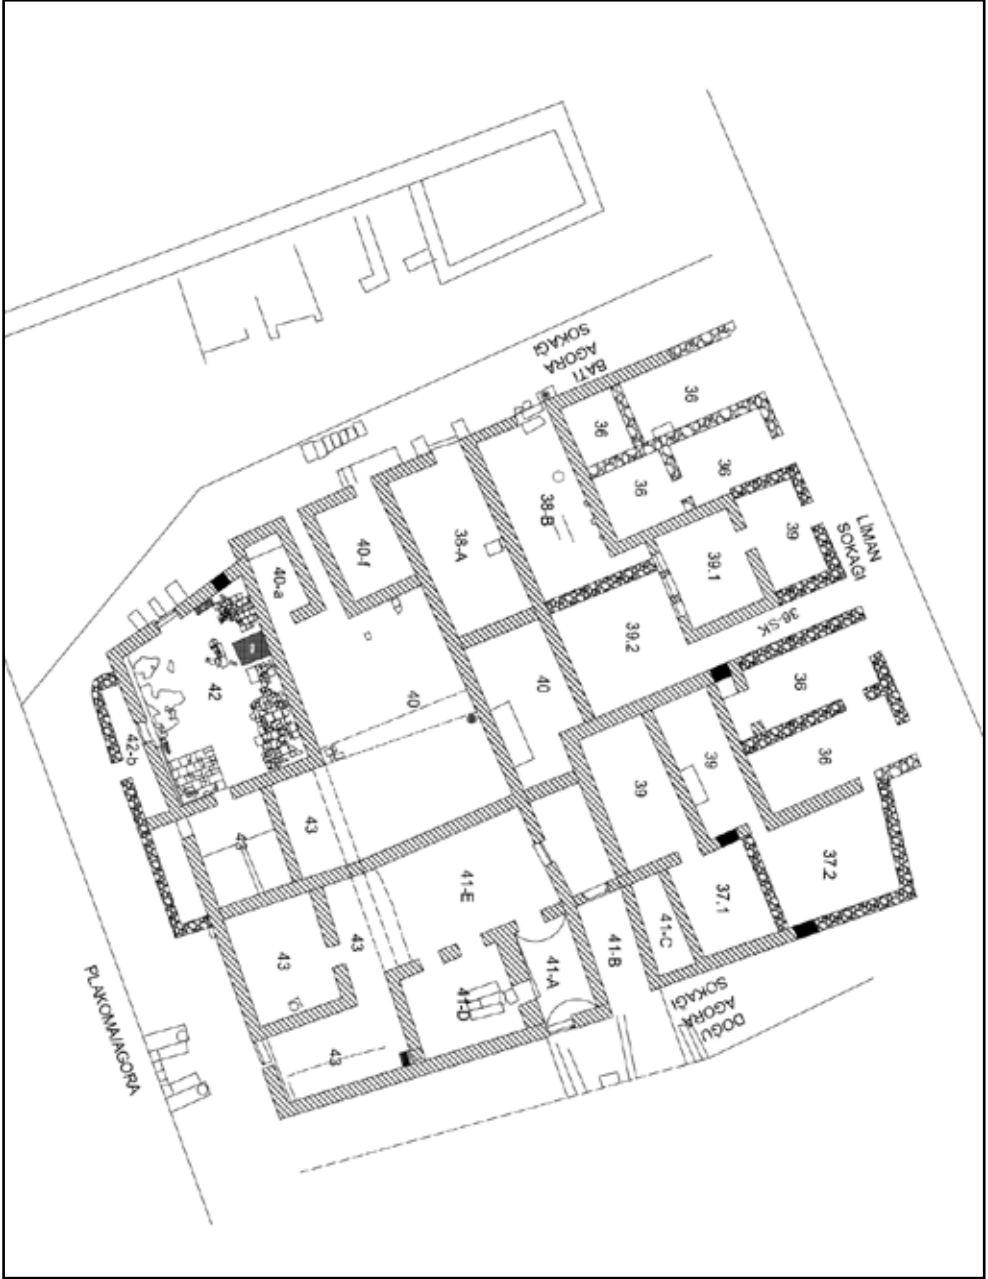 BATI
AGORA
SOKAĞI
36
36
36
36
38-B
LİMAN
SOKAĞI
39
38-A
40-f
39.1
40-a
36-SK
39.2
36
40
42
40
42-b
36
39
39
43
43
37.2
41-E
37.1
41-C
43
41-B
43
41-A
41-D
DOĞU
AGORA
SOKAĞI
43
PLAKOMA/AGORA